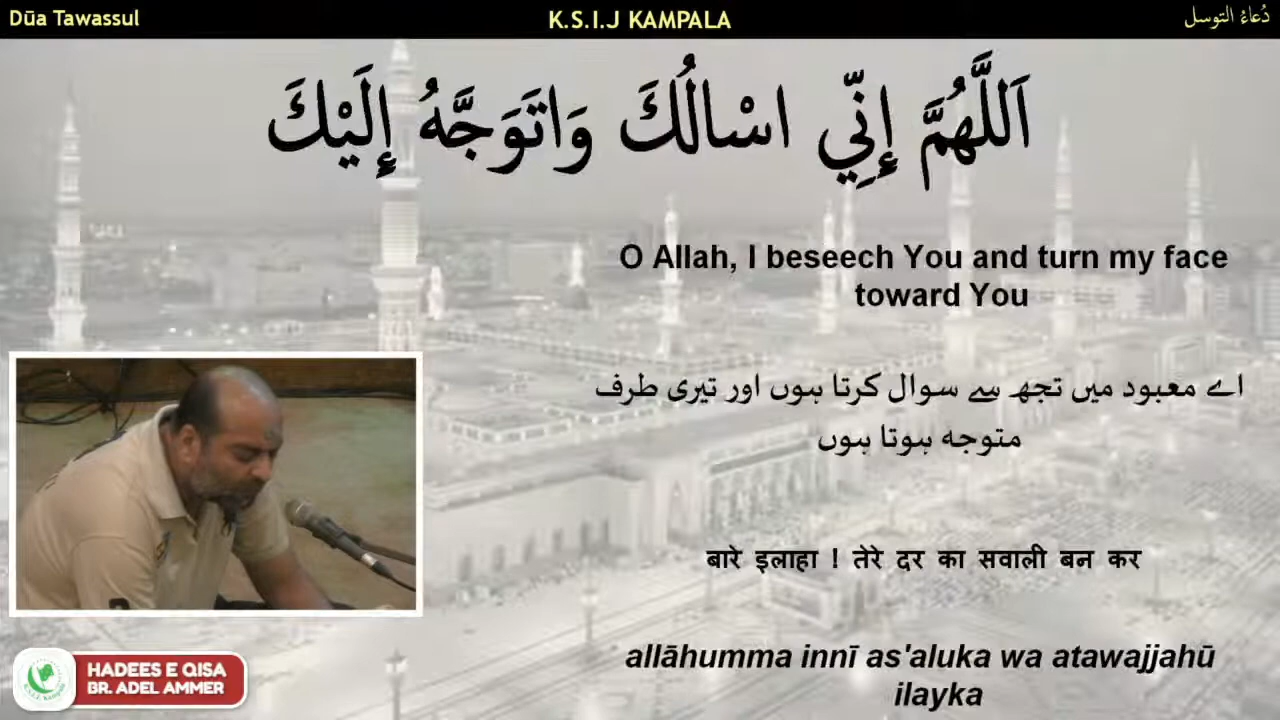 Dūa Tawassul
K.S.I.J KAMPALA
دُعاءُ التوسل
اَللَّهُمَّ إِنِّي اسْالُكَ وَاتَوَجَّهُ إِلَيْكَ
O Allah, I beseech You and turn my face
toward You
اے معبود میں تجھ سے سوال کرتا ہوں اور تیری طرف
متوجہ ہوتا ہوں
बारे इलाहा ! तेरे दर का सवाली बन कर
allāhumma innī as'aluka wa atawajjahū
ilayka
HADEES E QISA
BR. ADEL AMMER
K.S.I.J. Kampala